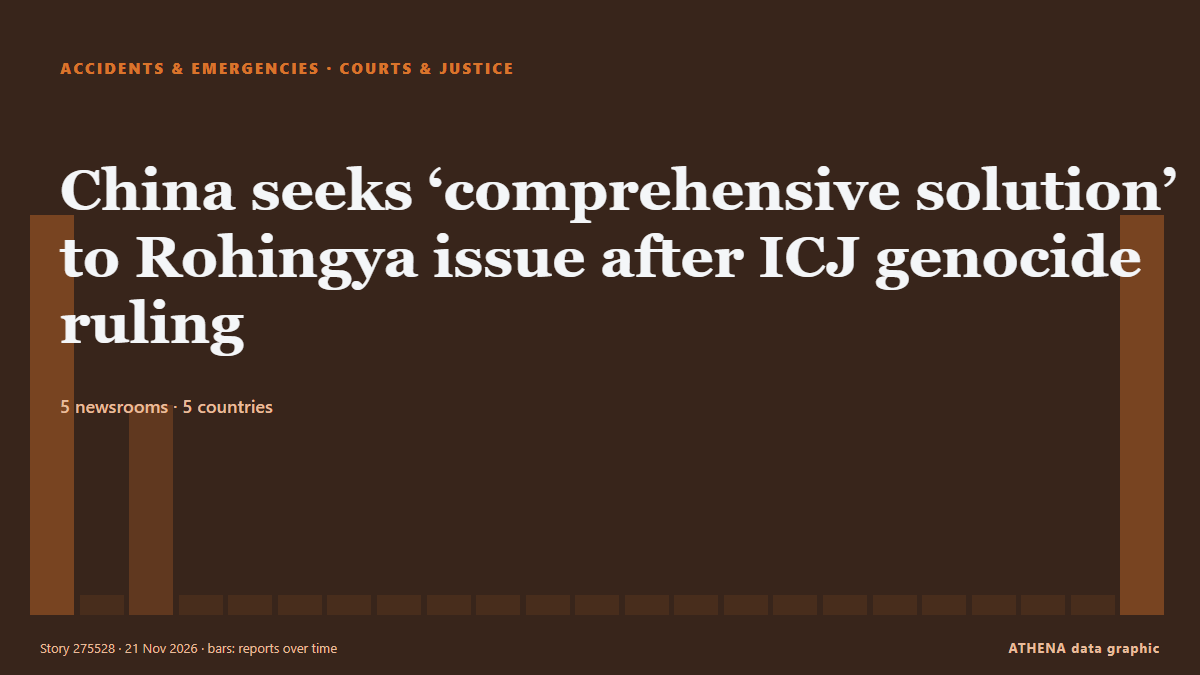 ACCIDENTS & EMERGENCIES · COURTS & JUSTICE
China seeks ‘comprehensive solution’
to Rohingya issue after ICJ genocide
ruling
5 newsrooms · 5 countries
Story 275528 · 21 Nov 2026 · bars: reports over time
ATHENA data graphic